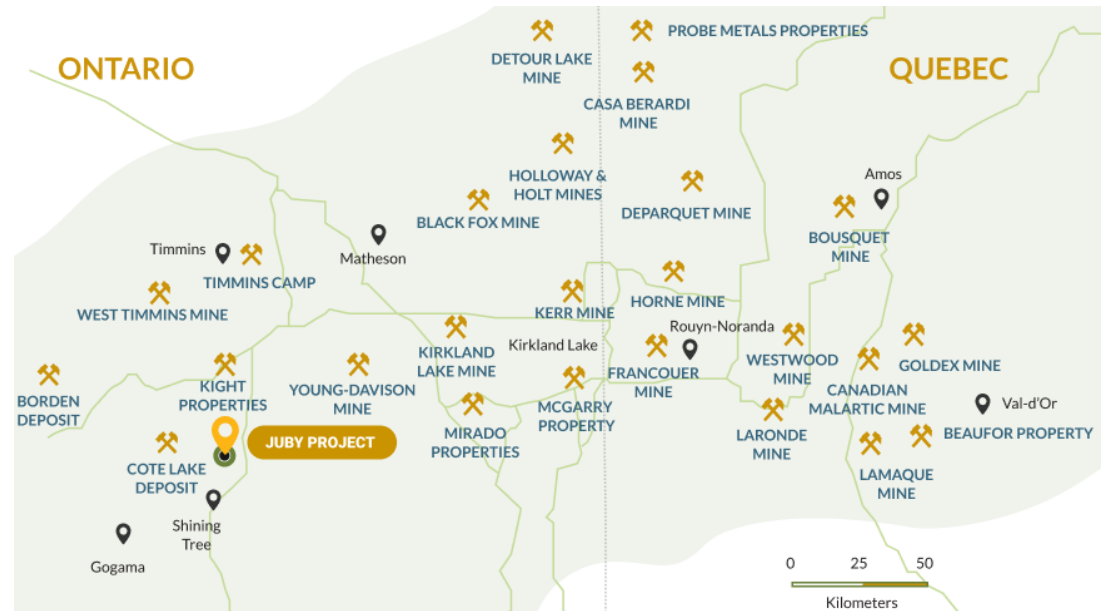 ONTARIO
QUEBEC
DETOUR LAKE
MINE
PROBE METALS PROPERTIES
CASA BERARDI
MINE
HOLLOWAY &
HOLT MINES
BLACK FOX MINE
DEPARQUET MINE
Amos
BOUSQUET
MINE
Timmins
TIMMINS CAMP
Matheson
WEST TIMMINS MINE
KERR MINE
HORNE MINE
Rouyn-Noranda
KIRKLAND
LAKE MINE
Kirkland Lake
FRANCOUER
MINE
WESTWOOD
MINE
GOLDEX MINE
BORDEN
DEPOSIT
KIGHT
PROPERTIES
YOUNG-DAVISON
MINE
MCGARRY
PROPERTY
CANADIAN
MALARTIC MINE
Val-d'Or
MIRADO
PROPERTIES
LARONDE
MINE
BEAUFOR PROPERTY
JUBY PROJECT
COTE LAKE
DEPOSIT
LAMAQUE
MINE
Shining
Tree
Gogama
0 25 50
Kilometers